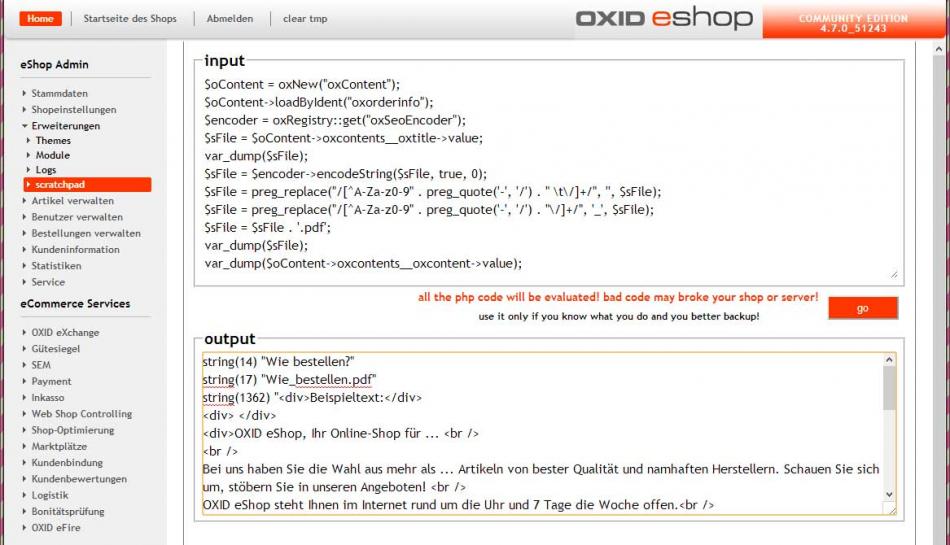 Home
Startseite des Shops
Abmelden
clear tmp
OXID eshop
COMMUNITY EDITION
4.7.0_51243
eShop Admin
Stammdaten
Shopeinstellungen
Erweiterungen
Themes
Module
Logs
scratchpad
Artikel verwalten
Benutzer verwalten
Bestellungen verwalten
Kundeninformation
Statistiken
Service
eCommerce Services
OXID eXchange
Gütesiegel
SEM
Payment
Inkasso
Web Shop Controlling
Shop-Optimierung
Marktplätze
Kundenbindung
Kundenbewertungen
Logistik
Bonitätsprüfung
OXID eFire
input
$oContent = oxNew("oxContent");
$oContent->loadByIdent("oxorderinfo");
$encoder = oxRegistry::get("oxSeoEncoder");
$sFile = $oContent->oxcontents__oxtitle->value;
var_dump($sFile);
$sFile = $encoder->encodeString($sFile, true, 0);
$sFile = preg_replace("/[^A-Za-z0-9" . preg_quote('-', '/') . " \t\/]+/", '', $sFile);
$sFile = preg_replace("/[^A-Za-z0-9" . preg_quote('-', '/') . "\/]+/", '_', $sFile);
$sFile = $sFile . '.pdf';
var_dump($sFile);
var_dump($oContent->oxcontents__oxcontent->value);
all the php code will be evaluated! bad code may broke your shop or server!
use it only if you know what you do and you better backup!
go
output
string(14) "Wie bestellen?"
string(17) "Wie_bestellen.pdf"
string(1362) "<div>Beispieltext:</div>
<div> </div>
<div>OXID eShop, Ihr Online-Shop für ... <br />
<br />
Bei uns haben Sie die Wahl aus mehr als ... Artikeln von bester Qualität und namhaften Herstellern. Schauen Sie sich
um, stöbern Sie in unseren Angeboten! <br />
OXID eShop steht Ihnen im Internet rund um die Uhr und 7 Tage die Woche offen.<br />